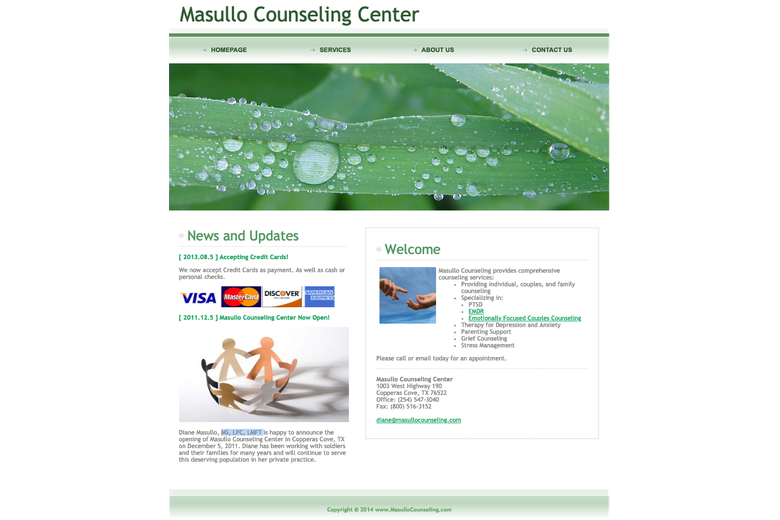 Masullo Counseling Center
HOMEPAGE
SERVICES
ABOUT US
CONTACT US
News and Updates
[ 2013.08.5 ] Accepting Credit Cards!
We now accept Credit Cards as payment. As well as cash or
personal checks.
VISA
MasterCard
DISCOVER
AMERICAN
EXPRESS
[ 2011.12.5 ] Masullo Counseling Center Now Open!
Diane Masullo, MS, LPC, LMFT is happy to announce the
opening of Masullo Counseling Center in Copperas Cove, TX
on December 5, 2011. Diane has been working with soldiers
and their families for many years and will continue to serve
this deserving population in her private practice.
Welcome
Masullo Counseling provides comprehensive
counseling services:
Providing individual, couples, and family
counseling
Specializing in:
PTSD
EMDR
Emotionally Focused Couples Counseling
Therapy for Depression and Anxiety
Parenting Support
Grief Counseling
Stress Management
Please call or email today for an appointment.
Masullo Counseling Center
1003 West Highway 190
Copperas Cove, TX 76522
Office: (254) 547-3040
Fax: (800) 516-3152
diane@masullocounseling.com
Copyright © 2014 www.MasulloCounseling.com